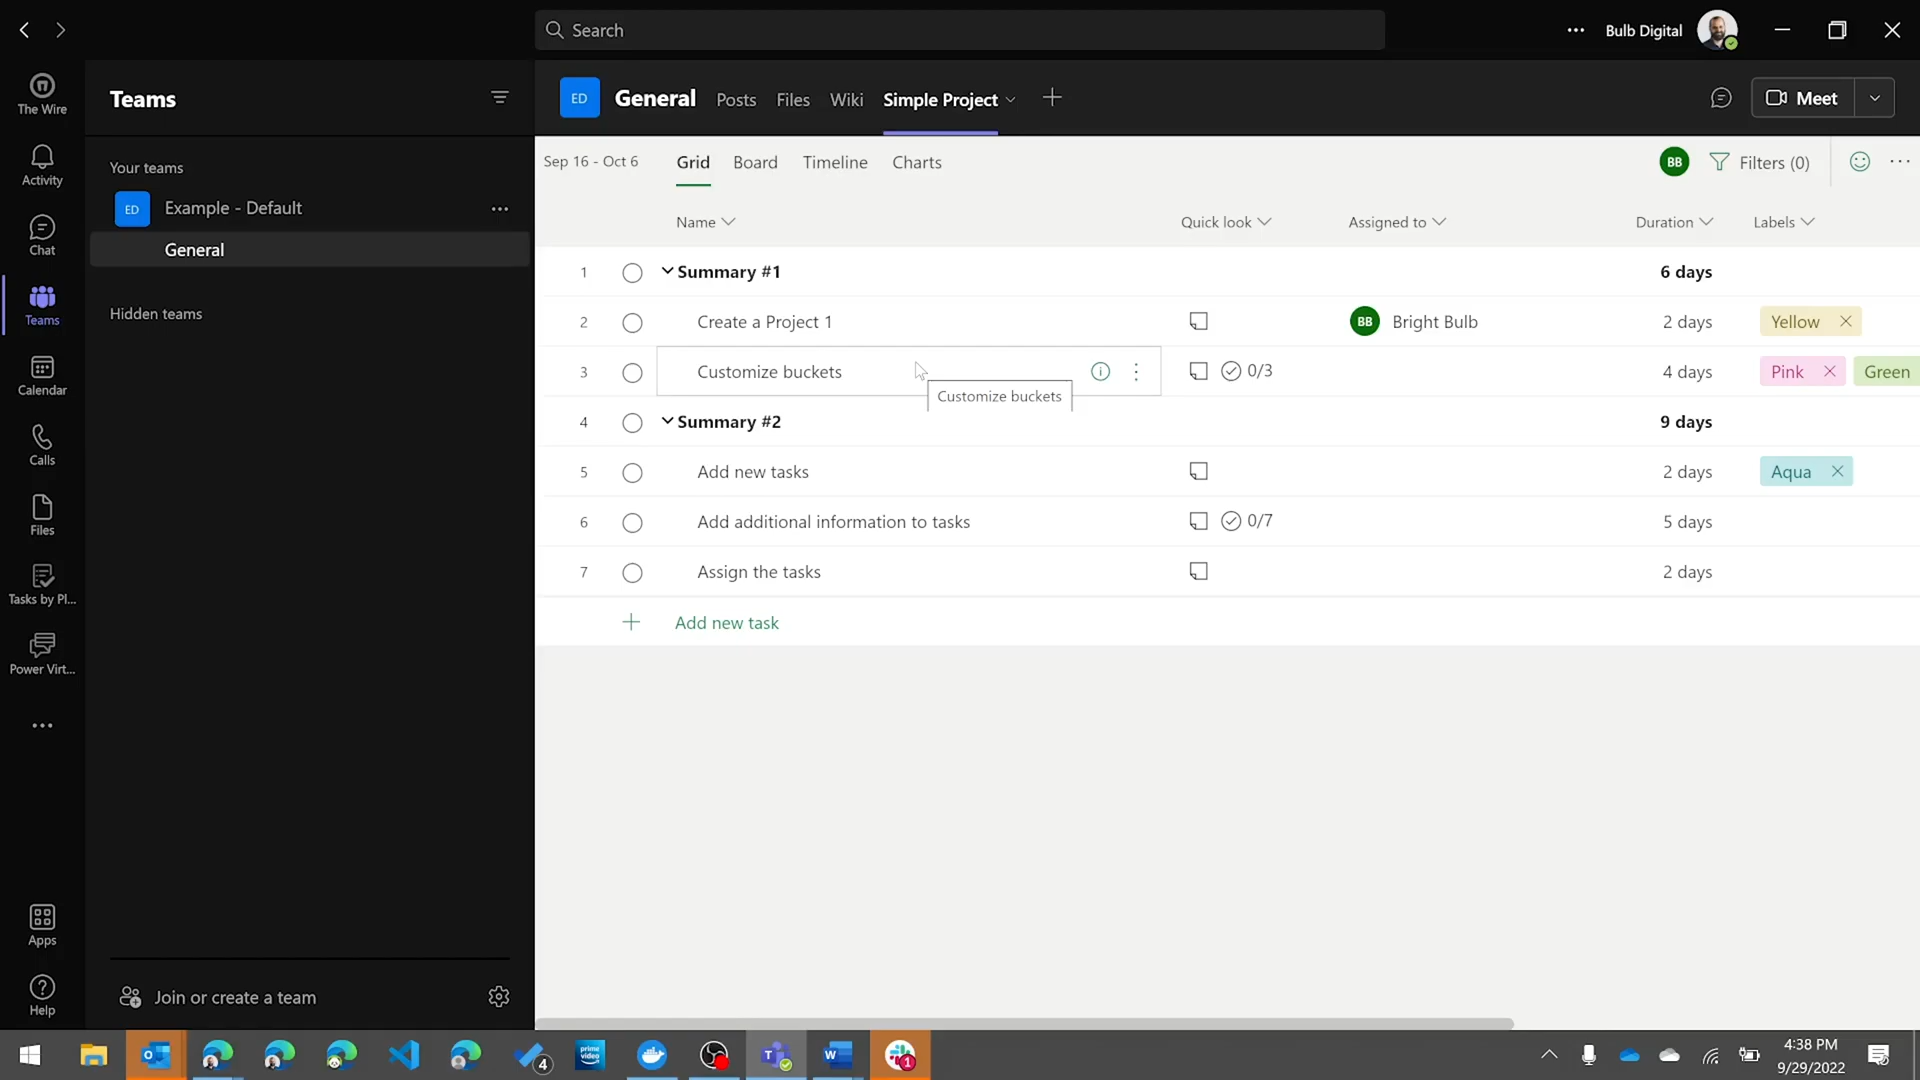 Search
Bulb Digital
The Wire
Activity
Chat
Teams
Calendar
Calls
Files
Tasks by Pl...
Power Virt...
Apps
Help
Teams
Your teams
ED Example - Default
General
Hidden teams
Join or create a team
ED General Posts Files Wiki Simple Project
Meet
Sep 16 - Oct 6 Grid Board Timeline Charts BB Filters (0)
Name Quick look Assigned to Duration Labels
1 Summary #1 6 days
2 Create a Project 1 BB Bright Bulb 2 days Yellow
3 Customize buckets 0/3 4 days Pink Green
Customize buckets
4 Summary #2 9 days
5 Add new tasks 2 days Aqua
6 Add additional information to tasks 0/7 5 days
7 Assign the tasks 2 days
Add new task
4 prime video W 1
4:38 PM
9/29/2022